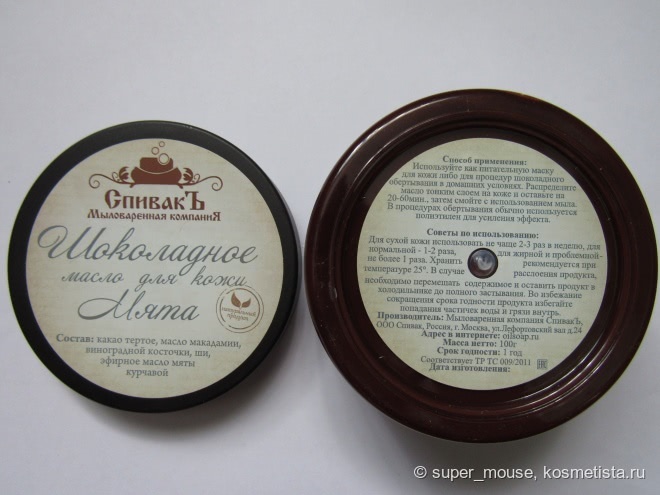 СпивакЪ
Мыловаренная компаниЯ
Шоколадное
масло для кожи
Мята
натуральный
продукт
Состав: какао тертое, масло макадамии,
виноградной косточки, ши,
эфирное масло мяты
курчавой
Способ применения:
Используйте как питательную маску
для кожи либо для процедур шоколадного
обертывания в домашних условиях. Распределите
масло тонким слоем на коже и оставьте на
20-60мин., затем смойте с использованием мыла.
В процедурах обертывания обычно используется
полиэтилен для усиления эффекта.
Советы по использованию:
Для сухой кожи использовать не чаще 2-3 раз в неделю, для
нормальной - 1-2 раза, для жирной и проблемной-
не более 1 раза. Хранить рекомендуется при
температуре 25°. В случае расслоения продукта,
необходимо перемешать содержимое и оставить продукт в
холодильнике до полного застывания. Во избежание
сокращения срока годности продукта избегайте
попадания частичек воды и грязи внутрь.
Производитель: Мыловаренная компания СпивакЪ,
ООО Спивак, Россия, г. Москва, ул.Лефортовский вал д.24
Адрес в интернете: oilsoap.ru
Масса нетто: 100г
Срок годности: 1 год
Соответствует ТР ТС 009/2011
EAC
Дата изготовления:
© super_mouse, kosmetista.ru